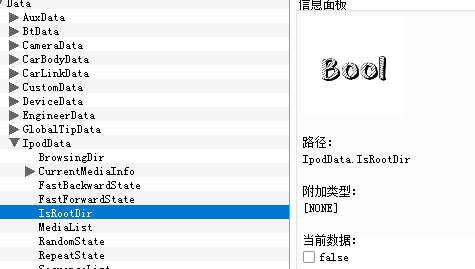 Data
AuxData
BtData
CameraData
CarBodyData
CarLinkData
CustomData
DeviceData
EngineerData
GlobalTipData
IpodData
BrowsingDir
CurrentMediaInfo
FastBackwardState
FastForwardState
IsRootDir
MediaList
RandomState
RepeatState
信息面板
Bool
路径：
IpodData.IsRootDir
附加类型：
[NONE]
当前数据：
false